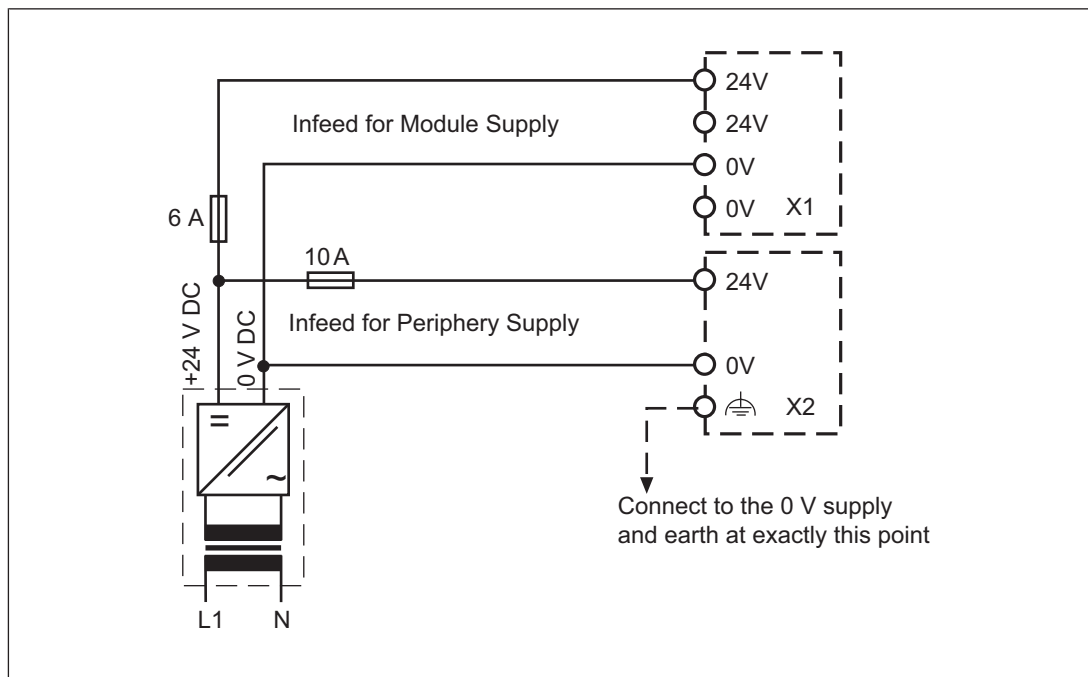 24V
Infeed for Module Supply
24V
0V
6 A
0V X1
10 A
24V
+24 V DC
0 V DC
Infeed for Periphery Supply
0V
X2
=
~
Connect to the 0 V supply
and earth at exactly this point
L1 N